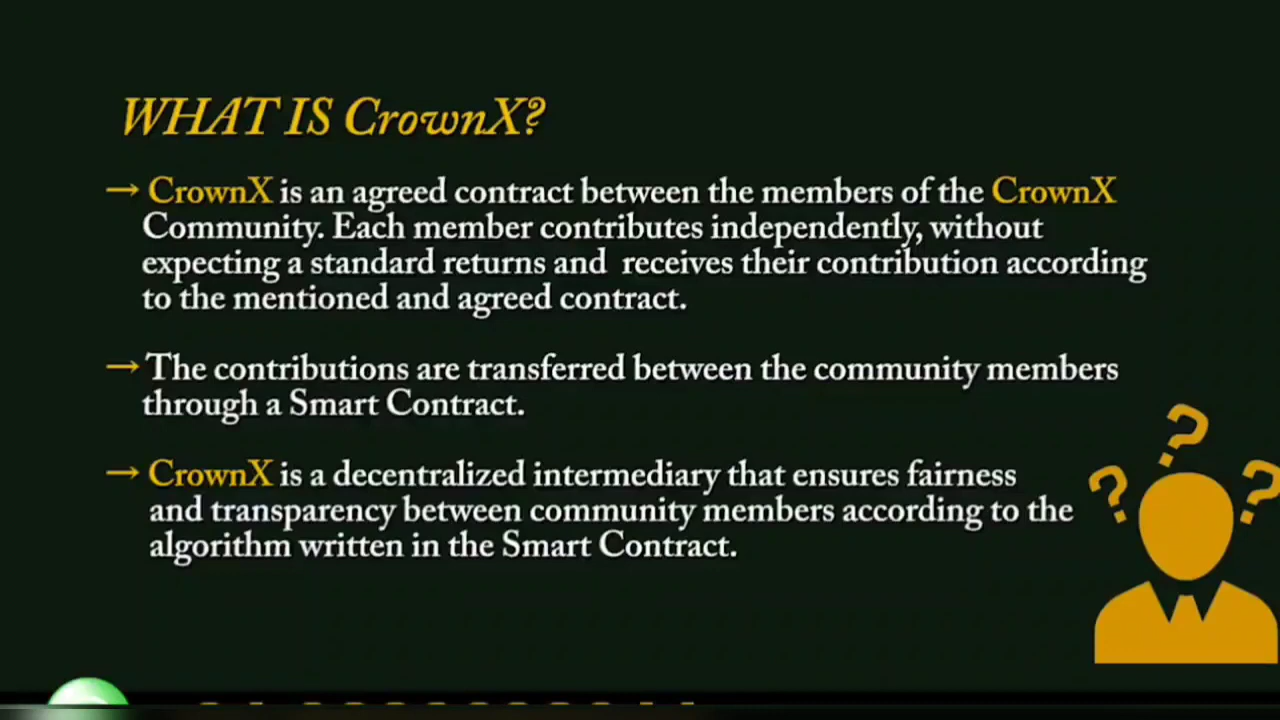 WHAT IS CrownX?
→ CrownX is an agreed contract between the members of the CrownX
Community. Each member contributes independently, without
expecting a standard returns and receives their contribution according
to the mentioned and agreed contract.
→ The contributions are transferred between the community members
through a Smart Contract.
→ CrownX is a decentralized intermediary that ensures fairness
and transparency between community members according to the
algorithm written in the Smart Contract.
? ? ?